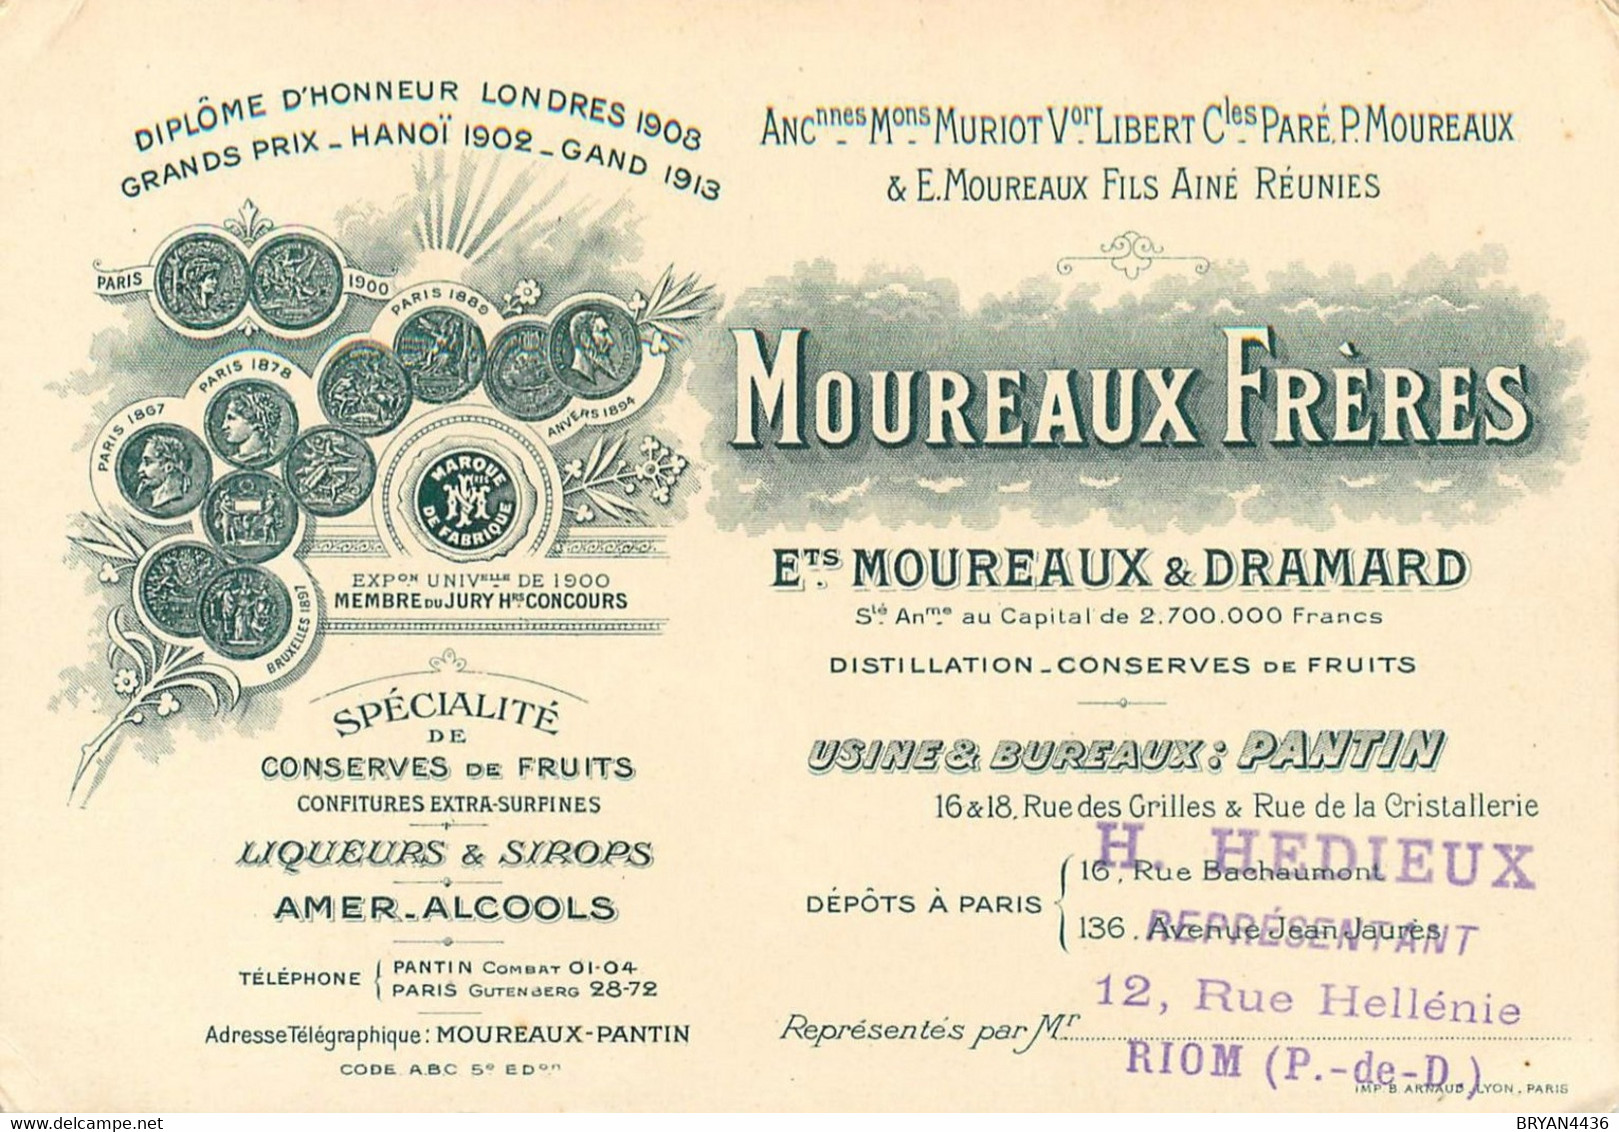 DIPLÔME D'HONNEUR LONDRES 1908
GRANDS PRIX - HANOÏ 1902 - GAND 1913
PARIS 1900
PARIS 1889
PARIS 1878
PARIS 1867
ANVERS 1894
BRUXELLES 1897
MARQUE DE FABRIQUE
EXPON UNIVELLE DE 1900
MEMBRE DU JURY HRS CONCOURS
SPÉCIALITÉ
DE
CONSERVES DE FRUITS
CONFITURES EXTRA-SURFINES
LIQUEURS & SIROPS
AMER - ALCOOLS
TÉLÉPHONE
PANTIN COMBAT 01-04
PARIS GUTENBERG 28-72
Adresse Télégraphique : MOUREAUX-PANTIN
CODE A.B.C 5e EDon
ANCnnes Mons MURIOT Vor LIBERT Cles PARÉ, P. MOUREAUX
& E. MOUREAUX FILS AINÉ RÉUNIES
MOUREAUX FRÈRES
ETS MOUREAUX & DRAMARD
Sté Anme au Capital de 2.700.000 Francs
DISTILLATION - CONSERVES DE FRUITS
USINE & BUREAUX : PANTIN
16 & 18, Rue des Grilles & Rue de la Cristallerie
H. HEDIEUX
DÉPÔTS À PARIS
16, Rue Bachaumont
136, Avenue Jean Jaurès
REPRÉSENTANT
12, Rue Hellénie
Représentés par Mr
RIOM (P.-de-D.)
IMP. B. ARNAUD, LYON, PARIS
BRYAN4436